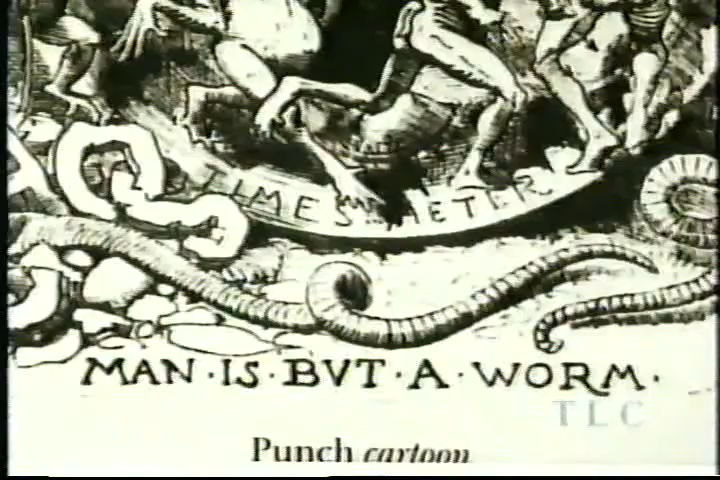 TIMES METER
MAN · IS · BVT · A · WORM ·
TLC
Punch cartoon